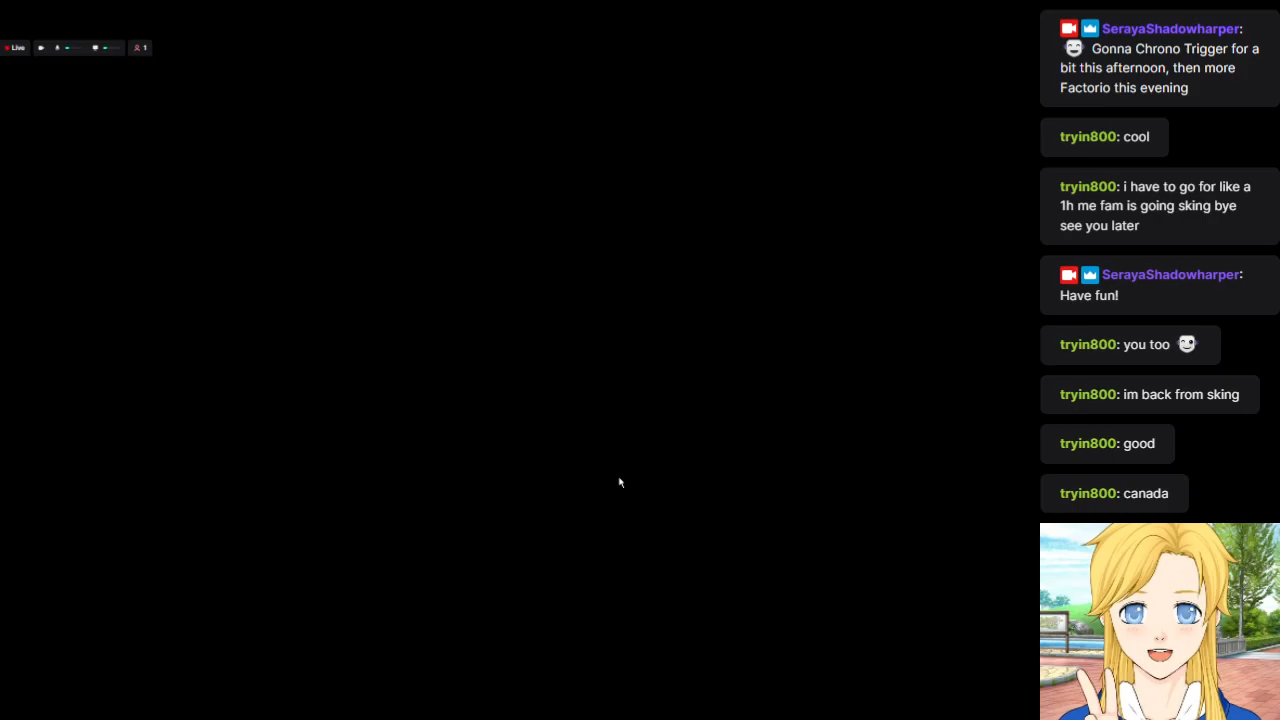 Live
1
SerayaShadowharper:
Gonna Chrono Trigger for a
bit this afternoon, then more
Factorio this evening
tryin800: cool
tryin800: i have to go for like a
1h me fam is going sking bye
see you later
SerayaShadowharper:
Have fun!
tryin800: you too
tryin800: im back from sking
tryin800: good
tryin800: canada